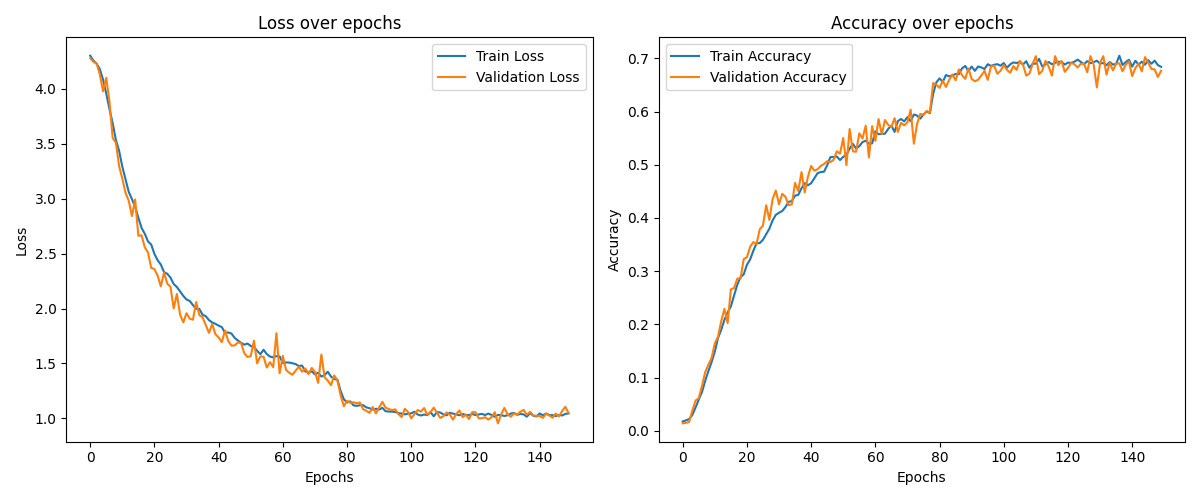 Loss over epochs
Train Loss
Validation Loss
4.0
3.5
3.0
2.5
2.0
1.5
1.0
Loss
0 20 40 60 80 100 120 140
Epochs
Accuracy over epochs
Train Accuracy
Validation Accuracy
0.7
0.6
0.5
0.4
0.3
0.2
0.1
0.0
Accuracy
0 20 40 60 80 100 120 140
Epochs